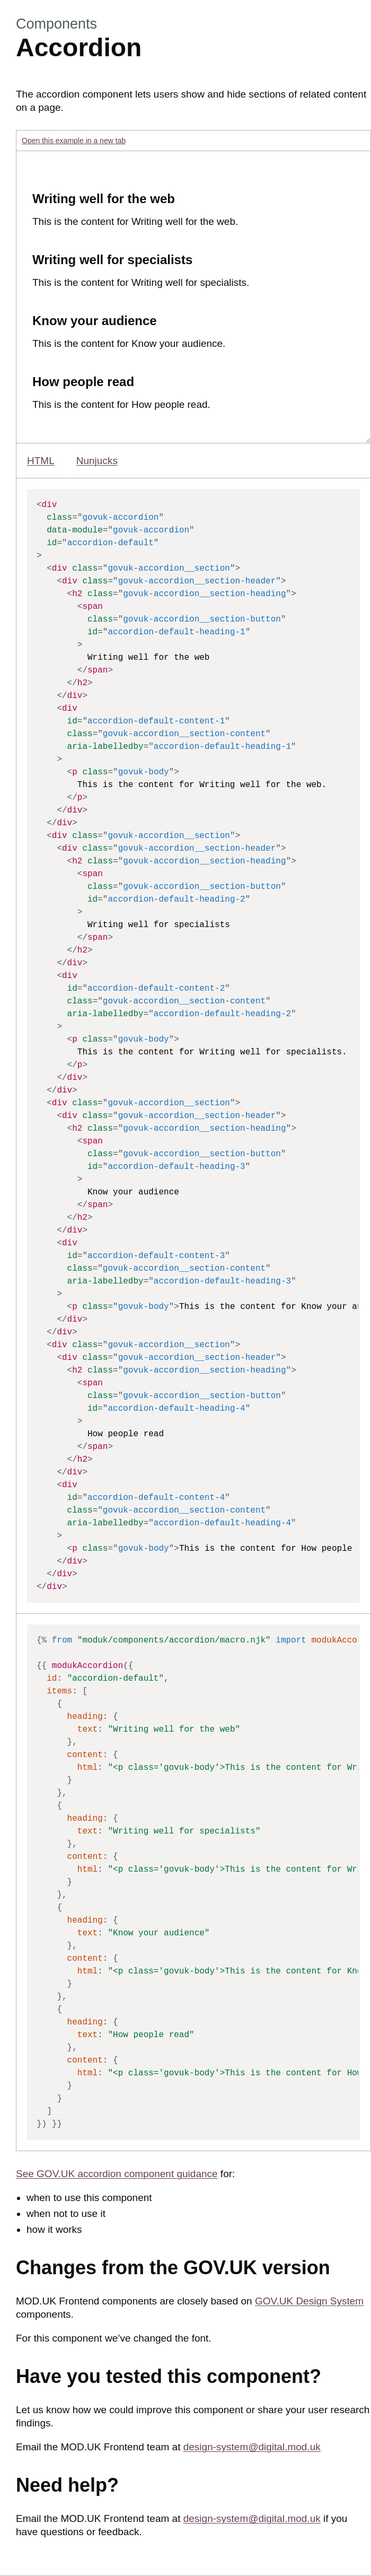 Components
Accordion
The accordion component lets users show and hide sections of related content
on a page.
Open this example in a new tab
Writing well for the web
This is the content for Writing well for the web.
Writing well for specialists
This is the content for Writing well for specialists.
Know your audience
This is the content for Know your audience.
How people read
This is the content for How people read.
HTML Nunjucks
<div
  class="govuk-accordion"
  data-module="govuk-accordion"
  id="accordion-default"
>
  <div class="govuk-accordion__section">
    <div class="govuk-accordion__section-header">
      <h2 class="govuk-accordion__section-heading">
        <span
          class="govuk-accordion__section-button"
          id="accordion-default-heading-1"
        >
          Writing well for the web
        </span>
      </h2>
    </div>
    <div
      id="accordion-default-content-1"
      class="govuk-accordion__section-content"
      aria-labelledby="accordion-default-heading-1"
    >
      <p class="govuk-body">
        This is the content for Writing well for the web.
      </p>
    </div>
  </div>
  <div class="govuk-accordion__section">
    <div class="govuk-accordion__section-header">
      <h2 class="govuk-accordion__section-heading">
        <span
          class="govuk-accordion__section-button"
          id="accordion-default-heading-2"
        >
          Writing well for specialists
        </span>
      </h2>
    </div>
    <div
      id="accordion-default-content-2"
      class="govuk-accordion__section-content"
      aria-labelledby="accordion-default-heading-2"
    >
      <p class="govuk-body">
        This is the content for Writing well for specialists.
      </p>
    </div>
  </div>
  <div class="govuk-accordion__section">
    <div class="govuk-accordion__section-header">
      <h2 class="govuk-accordion__section-heading">
        <span
          class="govuk-accordion__section-button"
          id="accordion-default-heading-3"
        >
          Know your audience
        </span>
      </h2>
    </div>
    <div
      id="accordion-default-content-3"
      class="govuk-accordion__section-content"
      aria-labelledby="accordion-default-heading-3"
    >
      <p class="govuk-body">This is the content for Know your
    </div>
  </div>
  <div class="govuk-accordion__section">
    <div class="govuk-accordion__section-header">
      <h2 class="govuk-accordion__section-heading">
        <span
          class="govuk-accordion__section-button"
          id="accordion-default-heading-4"
        >
          How people read
        </span>
      </h2>
    </div>
    <div
      id="accordion-default-content-4"
      class="govuk-accordion__section-content"
      aria-labelledby="accordion-default-heading-4"
    >
      <p class="govuk-body">This is the content for How people
    </div>
  </div>
</div>
{% from "moduk/components/accordion/macro.njk" import modukAcco
{{ modukAccordion({
  id: "accordion-default",
  items: [
    {
      heading: {
        text: "Writing well for the web"
      },
      content: {
        html: "<p class='govuk-body'>This is the content for Wr
      }
    },
    {
      heading: {
        text: "Writing well for specialists"
      },
      content: {
        html: "<p class='govuk-body'>This is the content for Wr
      }
    },
    {
      heading: {
        text: "Know your audience"
      },
      content: {
        html: "<p class='govuk-body'>This is the content for Kn
      }
    },
    {
      heading: {
        text: "How people read"
      },
      content: {
        html: "<p class='govuk-body'>This is the content for How
      }
    }
  ]
}) }}
See GOV.UK accordion component guidance for:
• when to use this component
• when not to use it
• how it works
Changes from the GOV.UK version
MOD.UK Frontend components are closely based on GOV.UK Design System
components.
For this component we’ve changed the font.
Have you tested this component?
Let us know how we could improve this component or share your user research
findings.
Email the MOD.UK Frontend team at design-system@digital.mod.uk
Need help?
Email the MOD.UK Frontend team at design-system@digital.mod.uk if you
have questions or feedback.